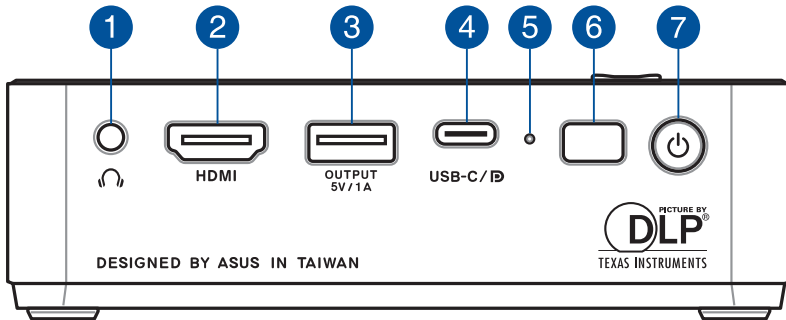 1 2 3 4 5 6 7
HDMI
OUTPUT
5V/1A
USB-C/D
PICTURE BY
DLP®
TEXAS INSTRUMENTS
DESIGNED BY ASUS IN TAIWAN